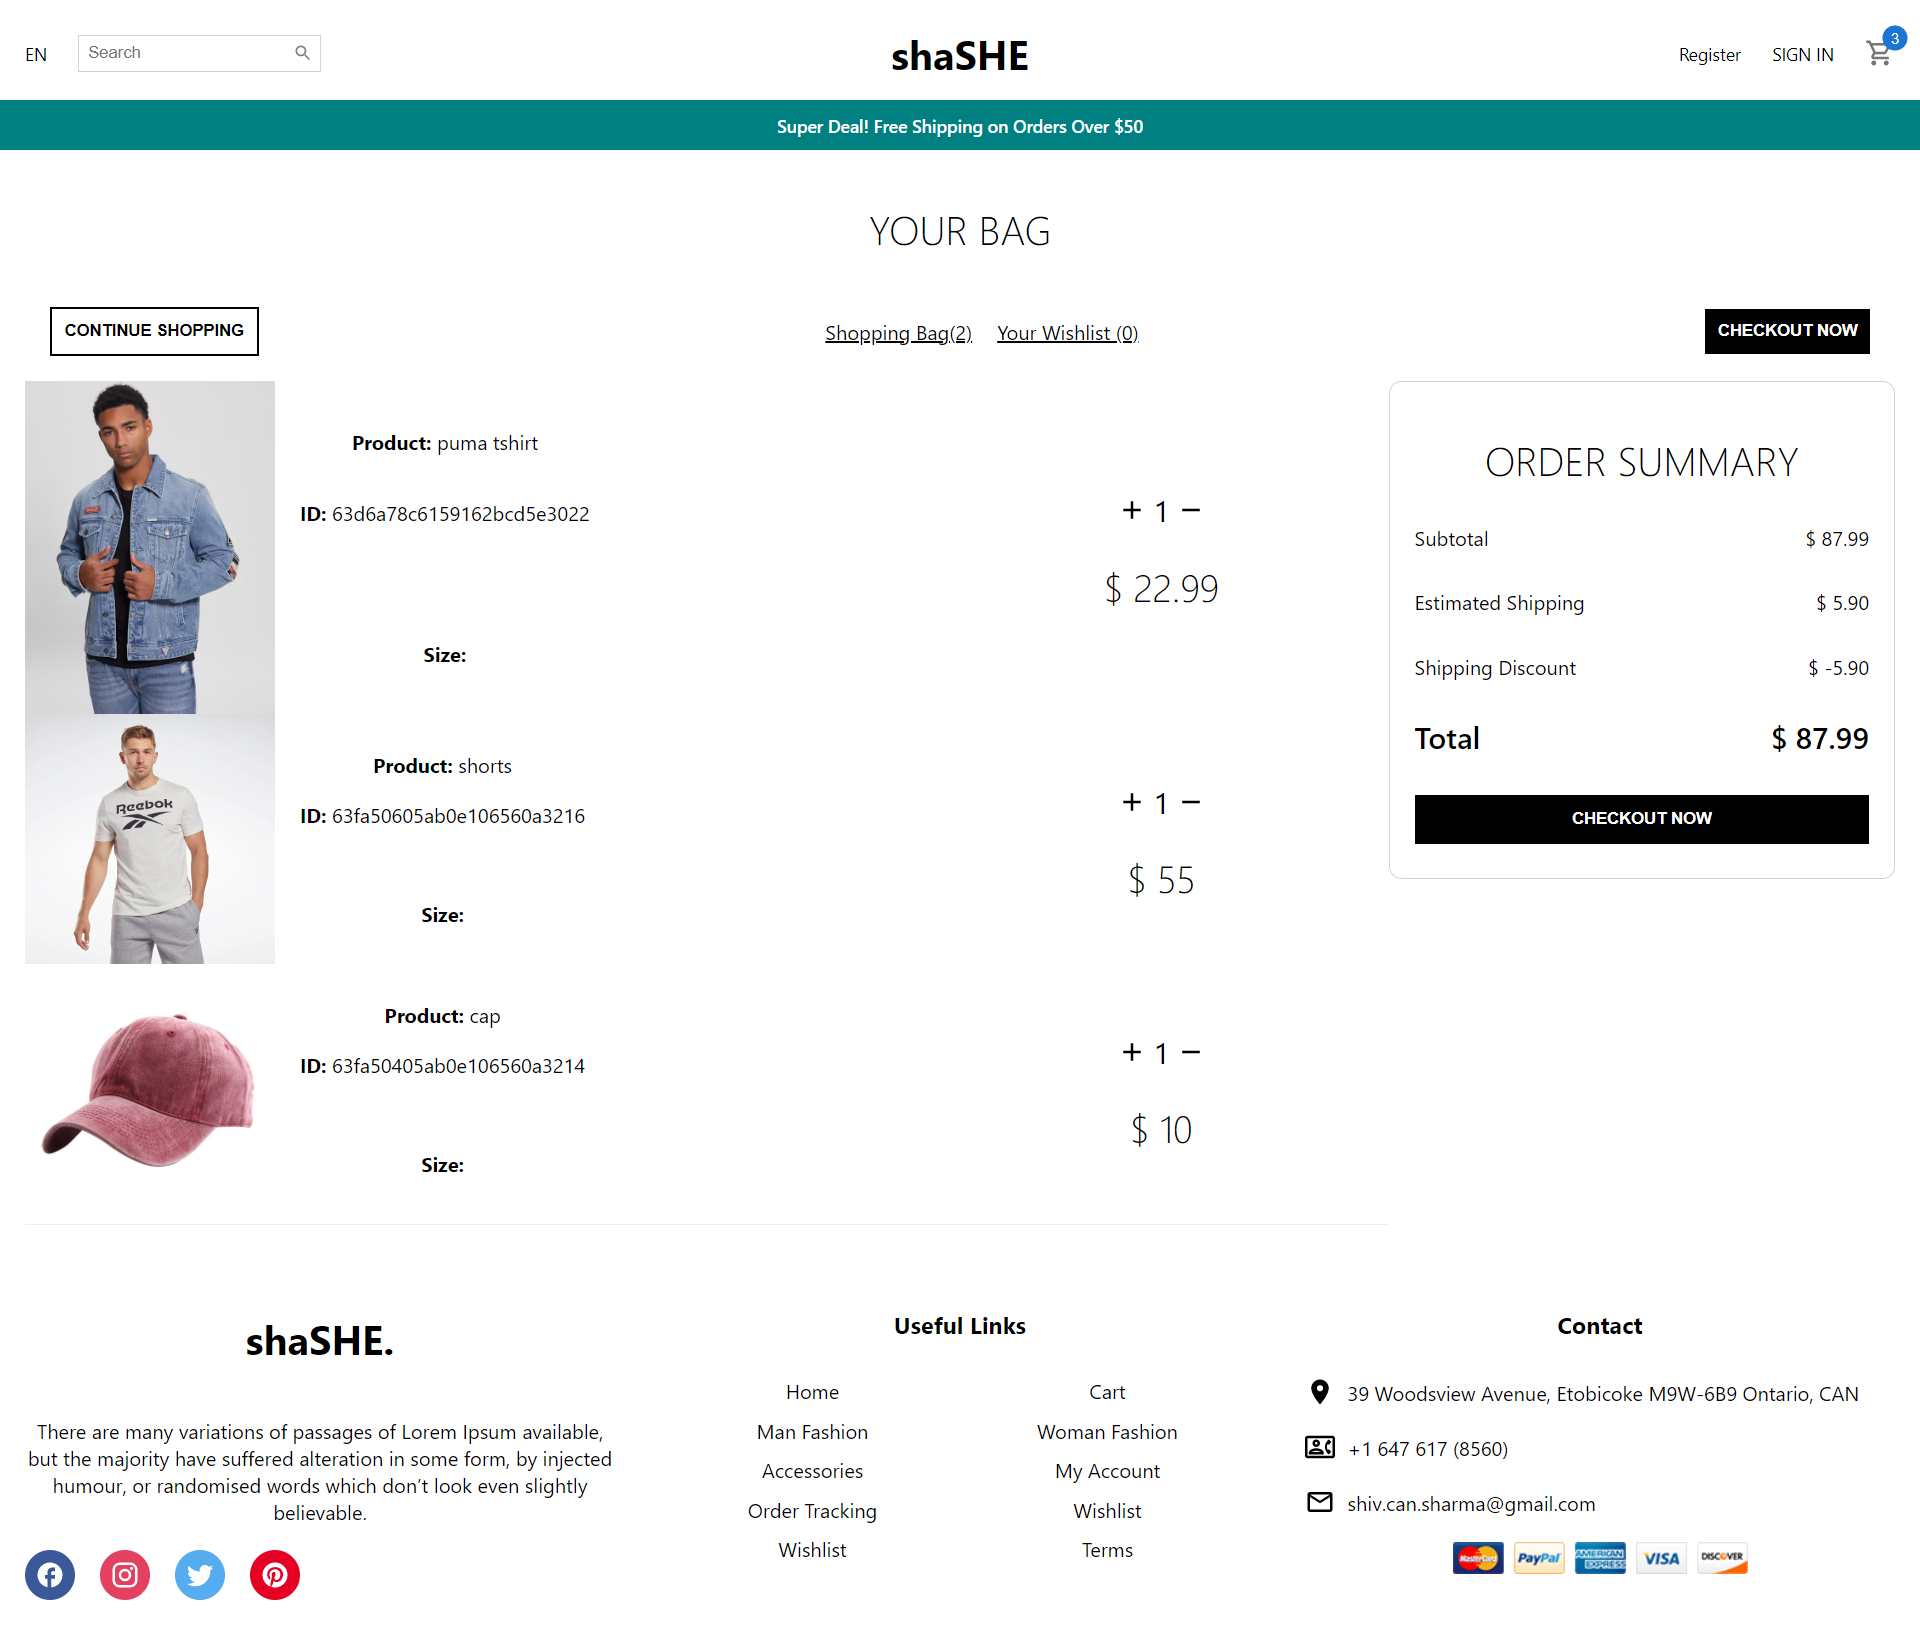 EN
Search
shaSHE
Register
SIGN IN
3
Super Deal! Free Shipping on Orders Over $50
YOUR BAG
CONTINUE SHOPPING
Shopping Bag(2)
Your Wishlist (0)
CHECKOUT NOW
Product: puma tshirt
ID: 63d6a78c6159162bcd5e3022
Size:
+ 1 −
$ 22.99
Reebok
Product: shorts
ID: 63fa50605ab0e106560a3216
Size:
+ 1 −
$ 55
Product: cap
ID: 63fa50405ab0e106560a3214
Size:
+ 1 −
$ 10
ORDER SUMMARY
Subtotal $ 87.99
Estimated Shipping $ 5.90
Shipping Discount $ -5.90
Total $ 87.99
CHECKOUT NOW
shaSHE.
There are many variations of passages of Lorem Ipsum available,
but the majority have suffered alteration in some form, by injected
humour, or randomised words which don’t look even slightly
believable.
Useful Links
Home
Cart
Man Fashion
Woman Fashion
Accessories
My Account
Order Tracking
Wishlist
Wishlist
Terms
Contact
39 Woodsview Avenue, Etobicoke M9W-6B9 Ontario, CAN
+1 647 617 (8560)
shiv.can.sharma@gmail.com
MasterCard
PayPal
AMERICAN EXPRESS
VISA
DISCOVER